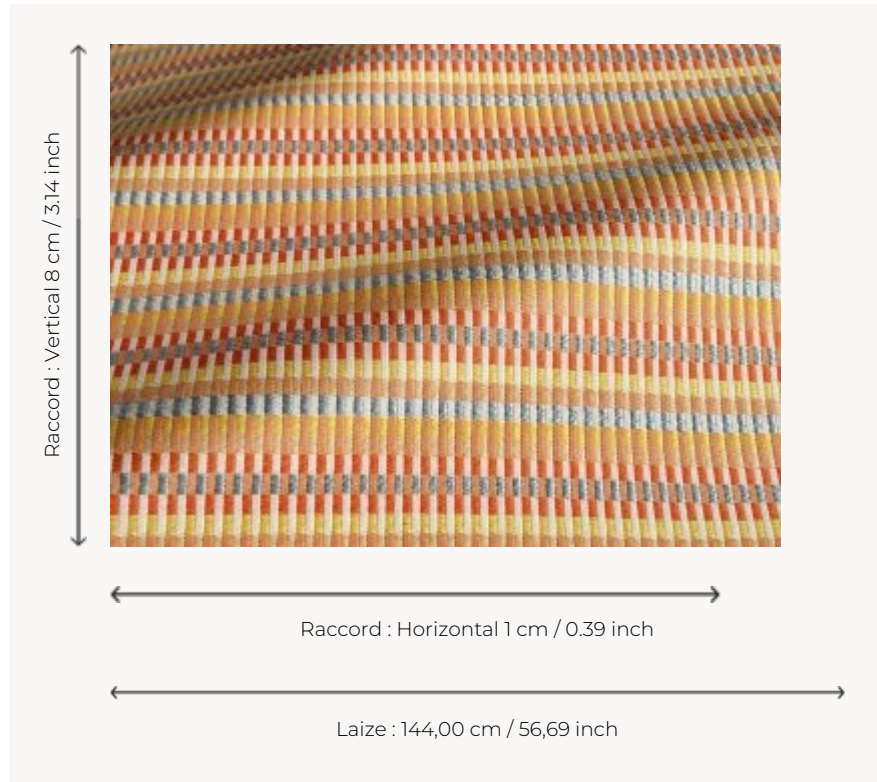 Raccord : Vertical 8 cm / 3.14 inch
Raccord : Horizontal 1 cm / 0.39 inch
Laize : 144,00 cm / 56,69 inch